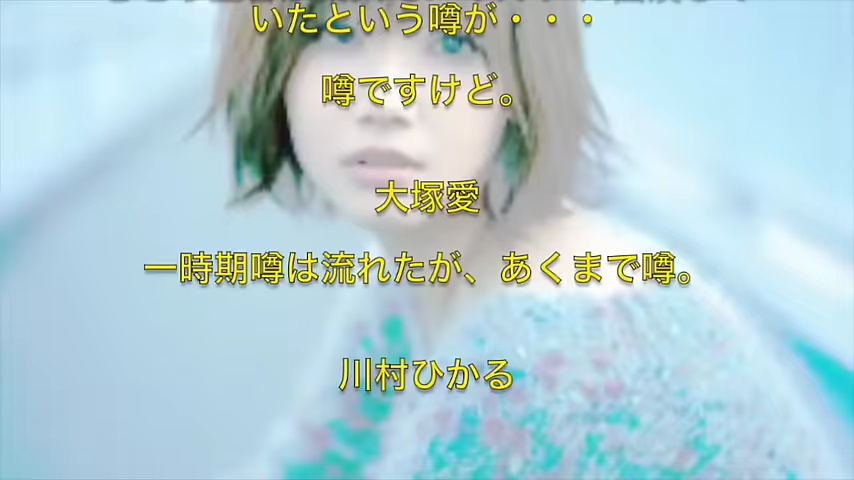 いたという噂が・・・
噂ですけど。
大塚愛
一時期噂は流れたが、あくまで噂。
川村ひかる